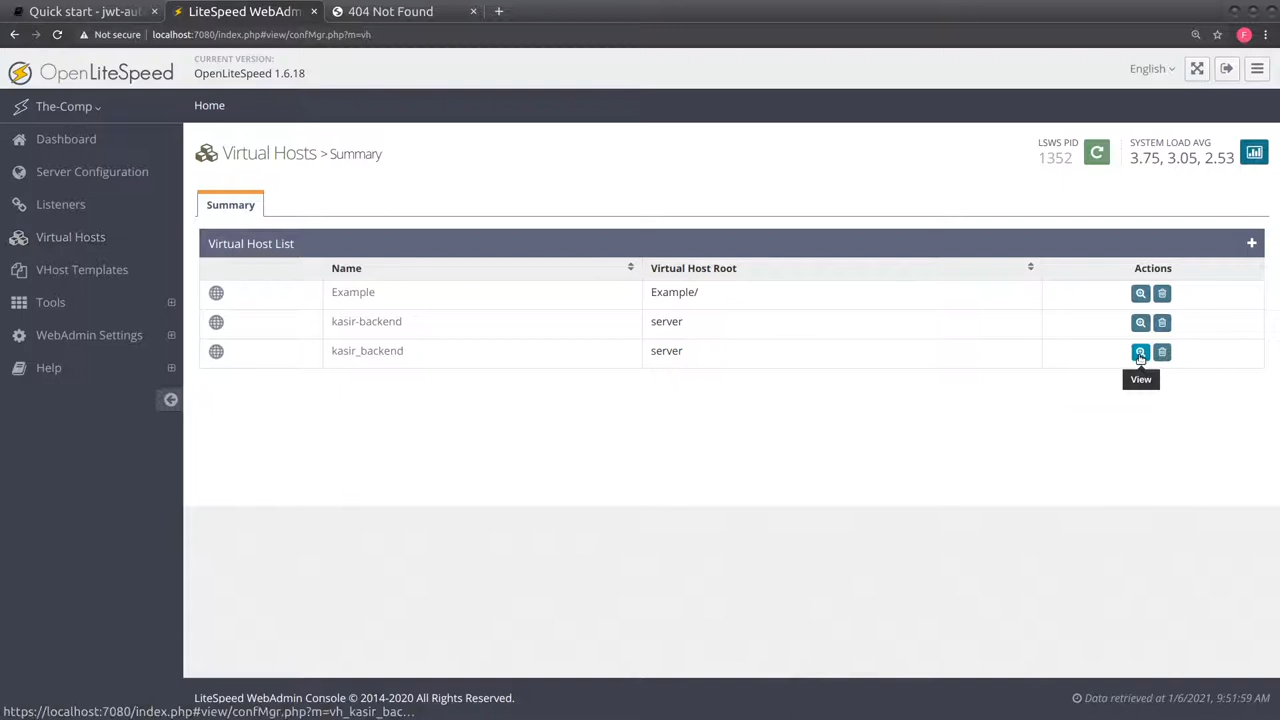 Quick start - jwt-aut
LiteSpeed WebAdm
404 Not Found
Not secure
localhost:7080/index.php#view/confMgr.php?m=vh
F
OpenLiteSpeed
CURRENT VERSION:
OpenLiteSpeed 1.6.18
English
The-Comp
Home
Dashboard
Server Configuration
Listeners
Virtual Hosts
VHost Templates
Tools
WebAdmin Settings
Help
Virtual Hosts > Summary
LSWS PID
1352
SYSTEM LOAD AVG
3.75, 3.05, 2.53
Summary
Virtual Host List
Name Virtual Host Root Actions
Example Example/
kasir-backend server
kasir_backend server
View
LiteSpeed WebAdmin Console © 2014-2020 All Rights Reserved.
Data retrieved at 1/6/2021, 9:51:59 AM
https://localhost:7080/index.php#view/confMgr.php?m=vh_kasir_bac...